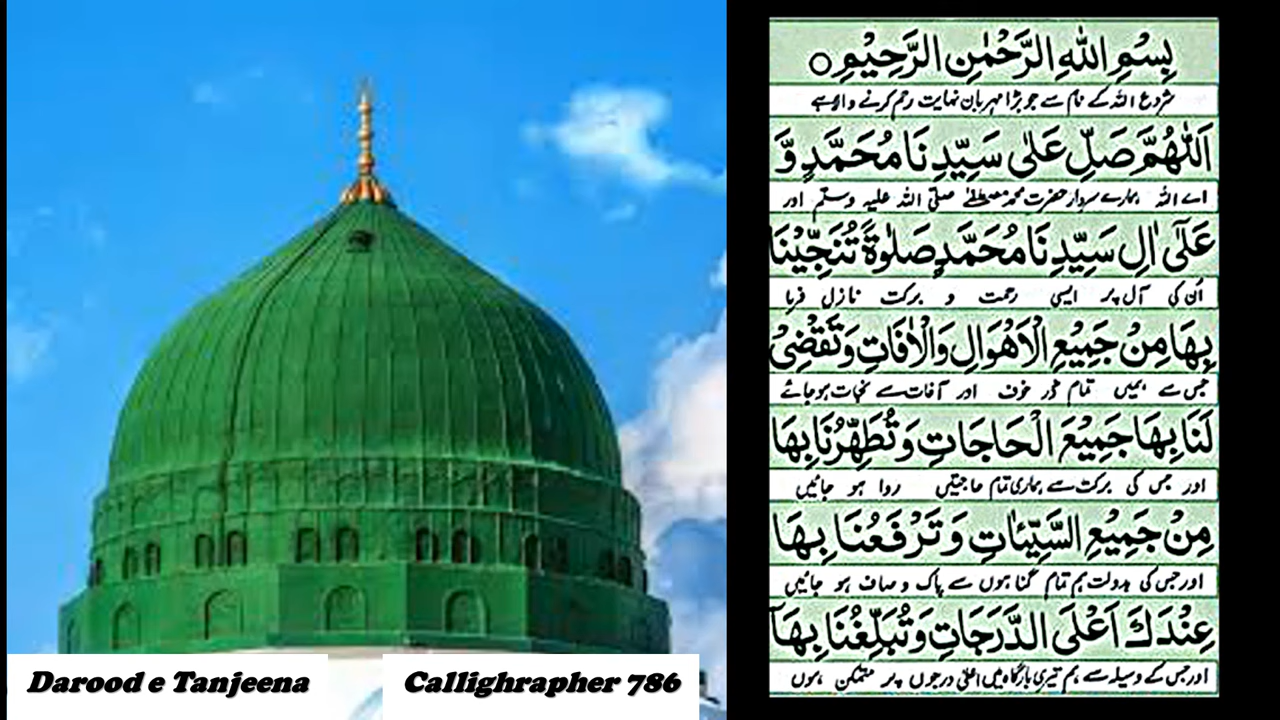 بِسْمِ اللهِ الرَّحْمٰنِ الرَّحِيْمِ ○
شروع اللہ کے نام سے جو بڑا مہربان نہایت رحم کرنے والا ہے
اَللّٰهُمَّ صَلِّ عَلٰى سَيِّدِنَا مُحَمَّدٍ وَّ
اے اللہ ہمارے سردار حضرت محمد مصطفےٰ صلی اللہ علیہ وسلم اور
عَلٰٓى اٰلِ سَيِّدِنَا مُحَمَّدٍ صَلٰوةً تُنَجِّيْنَا
اُن کی آل پر ایسی رحمت و برکت نازل فرما
بِهَا مِنْ جَمِيْعِ الْاَهْوَالِ وَالْاٰفَاتِ وَتَقْضِيْ
جس سے ہمیں تمام ڈر خوف اور آفات سے نجات ہو جائے
لَنَا بِهَا جَمِيْعَ الْحَاجَاتِ وَتُطَهِّرُنَا بِهَا
اور جس کی برکت سے ہماری تمام حاجتیں روا ہو جائیں
مِنْ جَمِيْعِ السَّيِّئَاتِ وَتَرْفَعُنَا بِهَا
اور جس کی بدولت ہم تمام گناہوں سے پاک و صاف ہو جائیں
عِنْدَكَ اَعْلَى الدَّرَجَاتِ وَتُبَلِّغُنَا بِهَآ
اور جس کے وسیلہ سے ہم تیری بارگاہ میں اعلیٰ درجوں پر متمکن ہوں
Darood e Tanjeena
Callighrapher 786